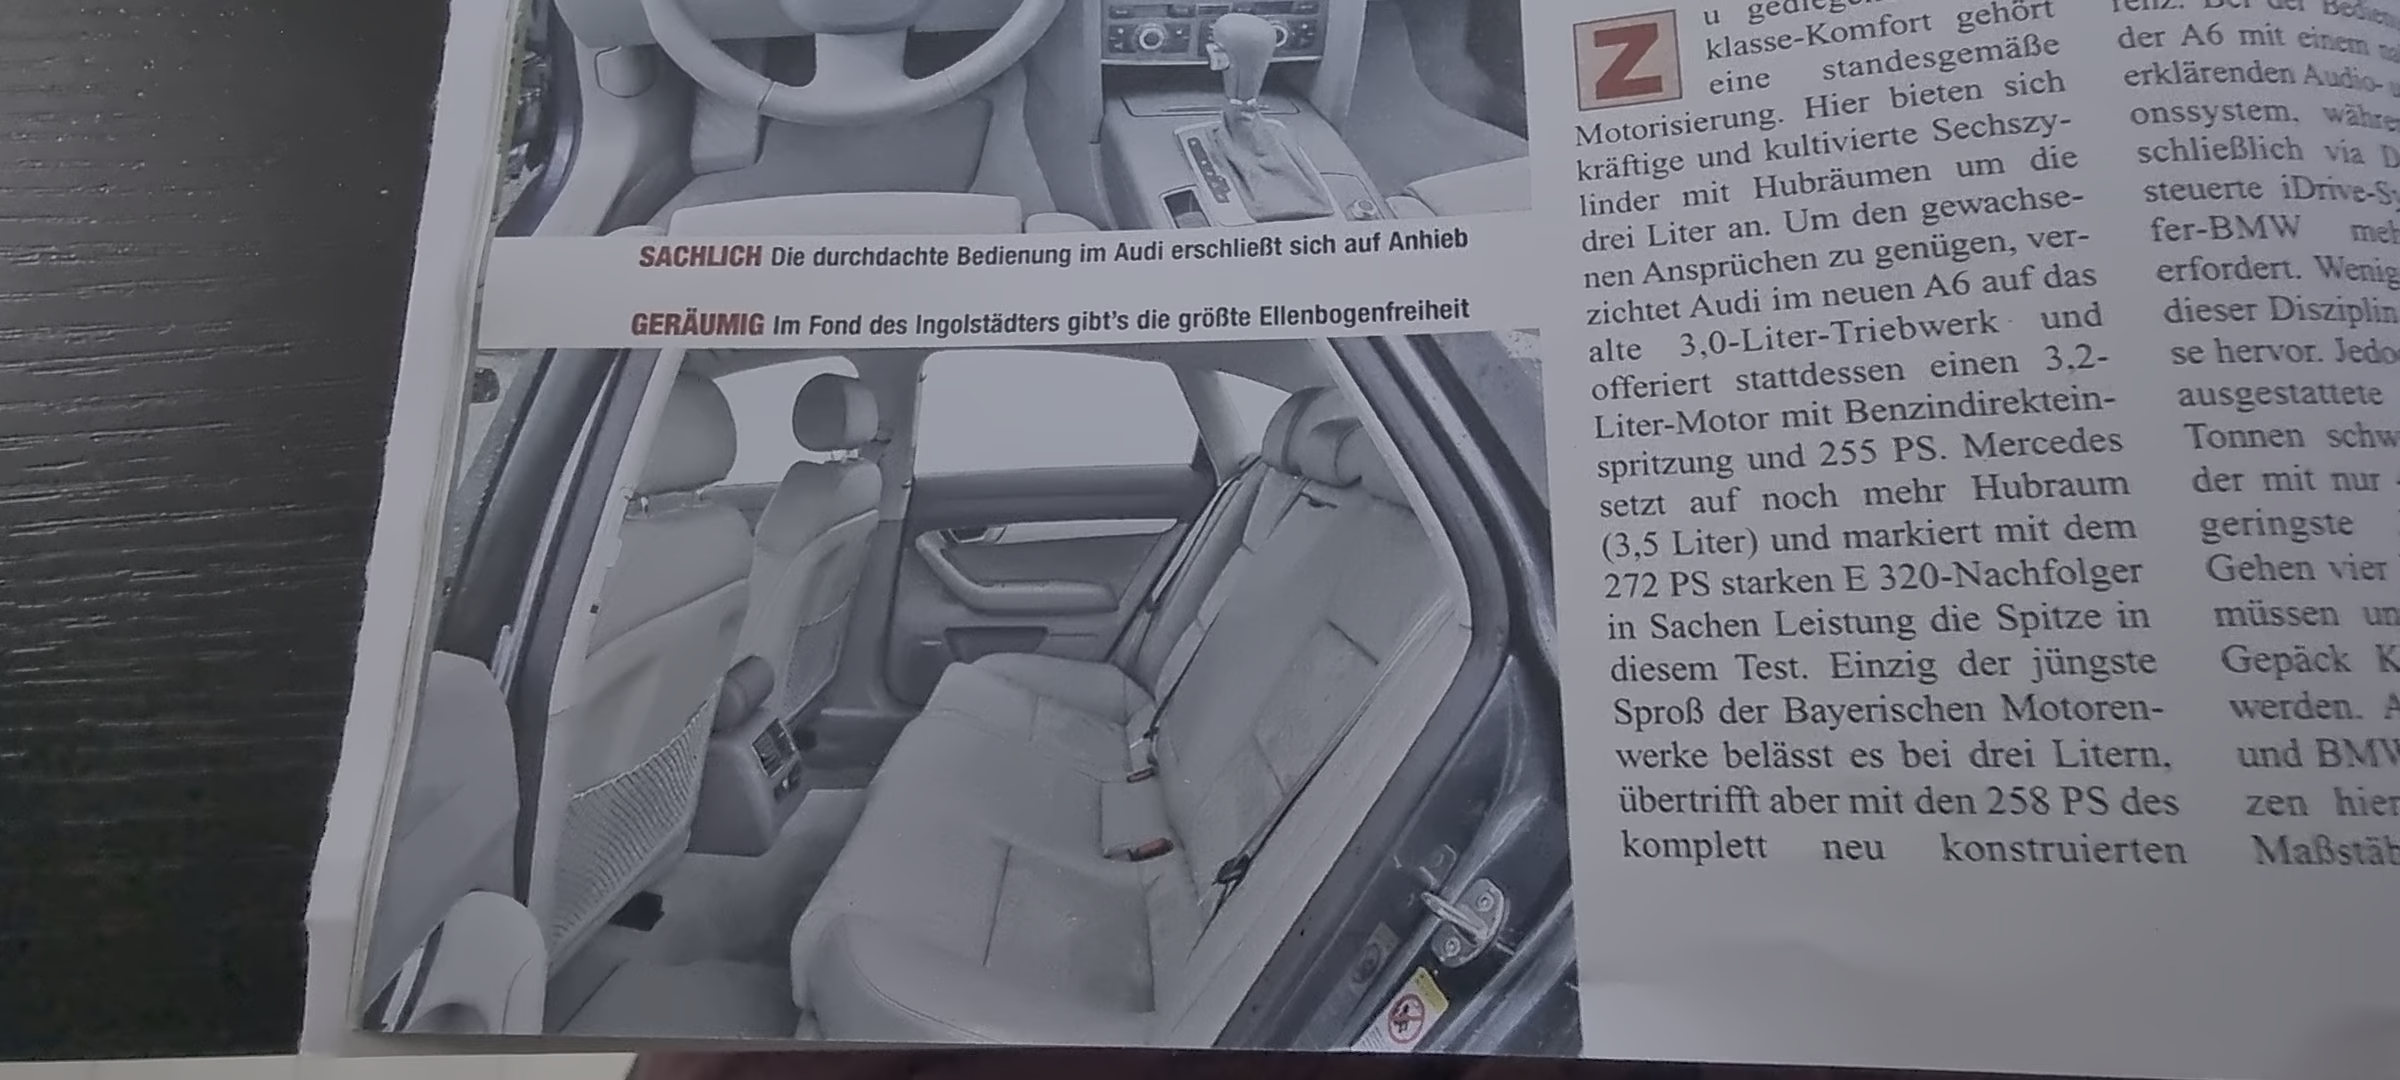 SACHLICH Die durchdachte Bedienung im Audi erschließt sich auf Anhieb
GERÄUMIG Im Fond des Ingolstädters gibt's die größte Ellenbogenfreiheit
Z
u
klasse-Komfort gehört
eine standesgemäße
Motorisierung. Hier bieten sich
kräftige und kultivierte Sechszy-
linder mit Hubräumen um die
drei Liter an. Um den gewachse-
nen Ansprüchen zu genügen, ver-
zichtet Audi im neuen A6 auf das
alte 3,0-Liter-Triebwerk und
offeriert stattdessen einen 3,2-
Liter-Motor mit Benzindirektein-
spritzung und 255 PS. Mercedes
setzt auf noch mehr Hubraum
(3,5 Liter) und markiert mit dem
272 PS starken E 320-Nachfolger
in Sachen Leistung die Spitze in
diesem Test. Einzig der jüngste
Sproß der Bayerischen Motoren-
werke belässt es bei drei Litern,
übertrifft aber mit den 258 PS des
komplett neu konstruierten
der A6 mit einem
erklärenden Audio-
onssystem, währe
schließlich via D
steuerte iDrive-S
fer-BMW meh
erfordert. Wenig
dieser Disziplin
se hervor. Jedo
ausgestattete
Tonnen schw
der mit nur
geringste
Gehen vier
müssen un
Gepäck K
werden. A
und BMW
zen hier
Maßstäb